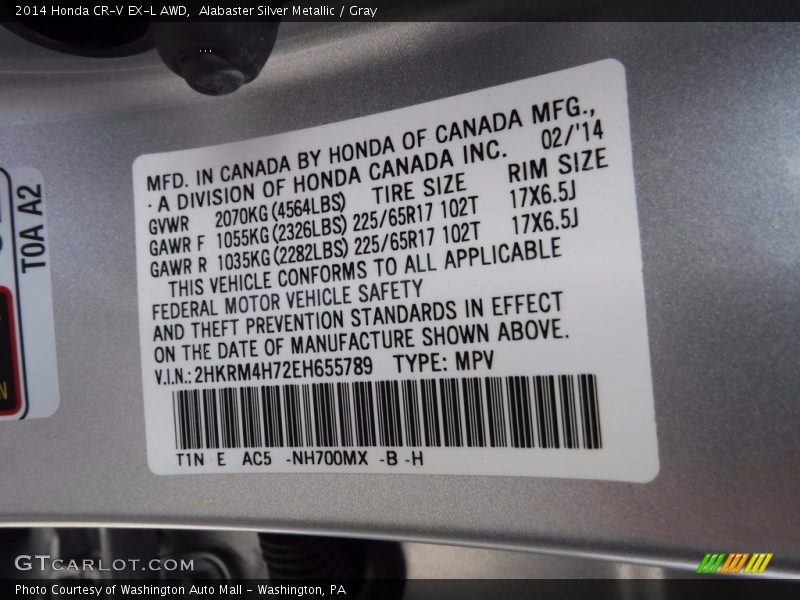 2014 Honda CR-V EX-L AWD,  Alabaster Silver Metallic / Gray
T0A A2
N
MFD. IN CANADA BY HONDA OF CANADA MFG.,
· A DIVISION OF HONDA CANADA INC. 02/'14
GVWR 2070KG (4564LBS) TIRE SIZE RIM SIZE
GAWR F 1055KG (2326LBS) 225/65R17 102T 17X6.5J
GAWR R 1035KG (2282LBS) 225/65R17 102T 17X6.5J
THIS VEHICLE CONFORMS TO ALL APPLICABLE
FEDERAL MOTOR VEHICLE SAFETY
AND THEFT PREVENTION STANDARDS IN EFFECT
ON THE DATE OF MANUFACTURE SHOWN ABOVE.
V.I.N.: 2HKRM4H72EH655789 TYPE: MPV
T1N E AC5 -NH700MX -B -H
GTCARLOT.COM
Photo Courtesy of Washington Auto Mall - Washington, PA